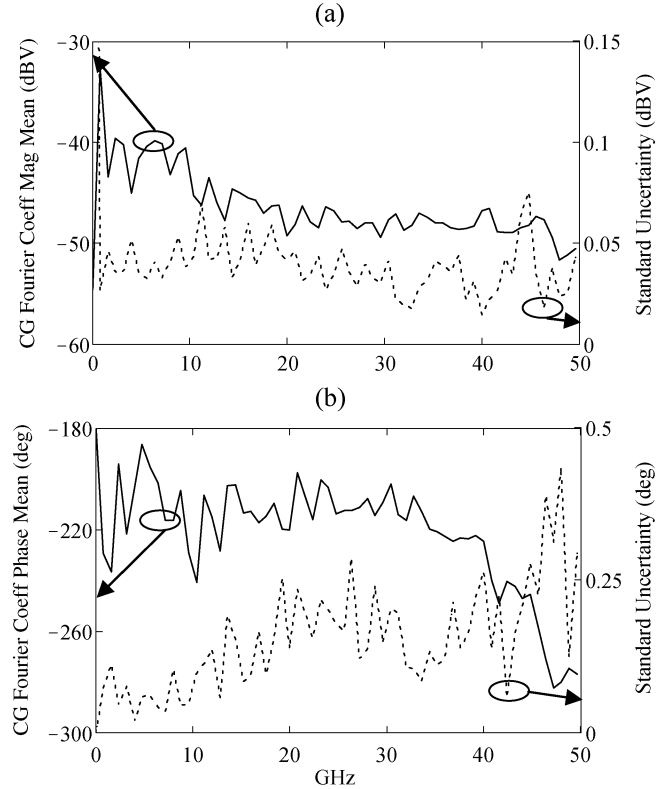 (a)
CG Fourier Coeff Mag Mean (dBV)
−30
−40
−50
−60
0.15
0.1
0.05
0
Standard Uncertainty (dBV)
0 10 20 30 40 50
(b)
CG Fourier Coeff Phase Mean (deg)
−180
−220
−260
−300
0.5
0.25
0
Standard Uncertainty (deg)
0 10 20 30 40 50
GHz